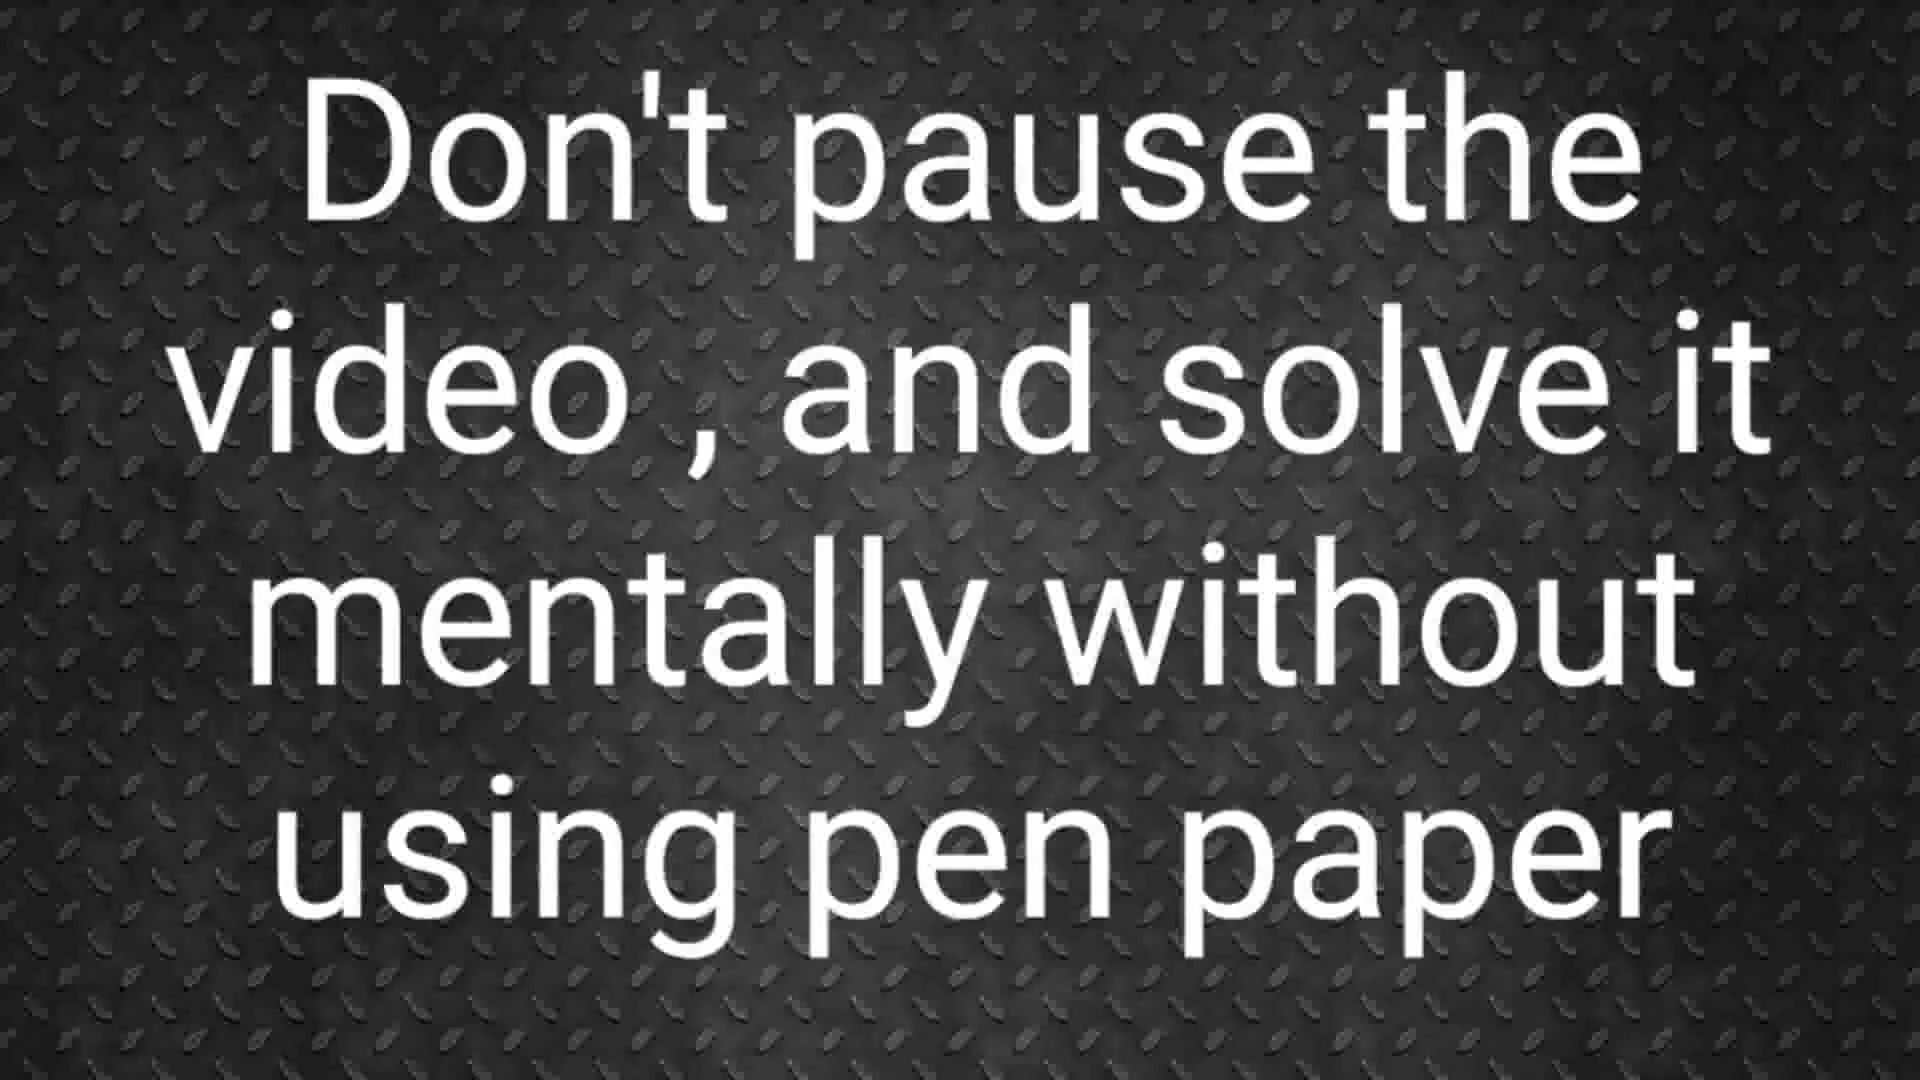 Don't pause the
video , and solve it
mentally without
using pen paper